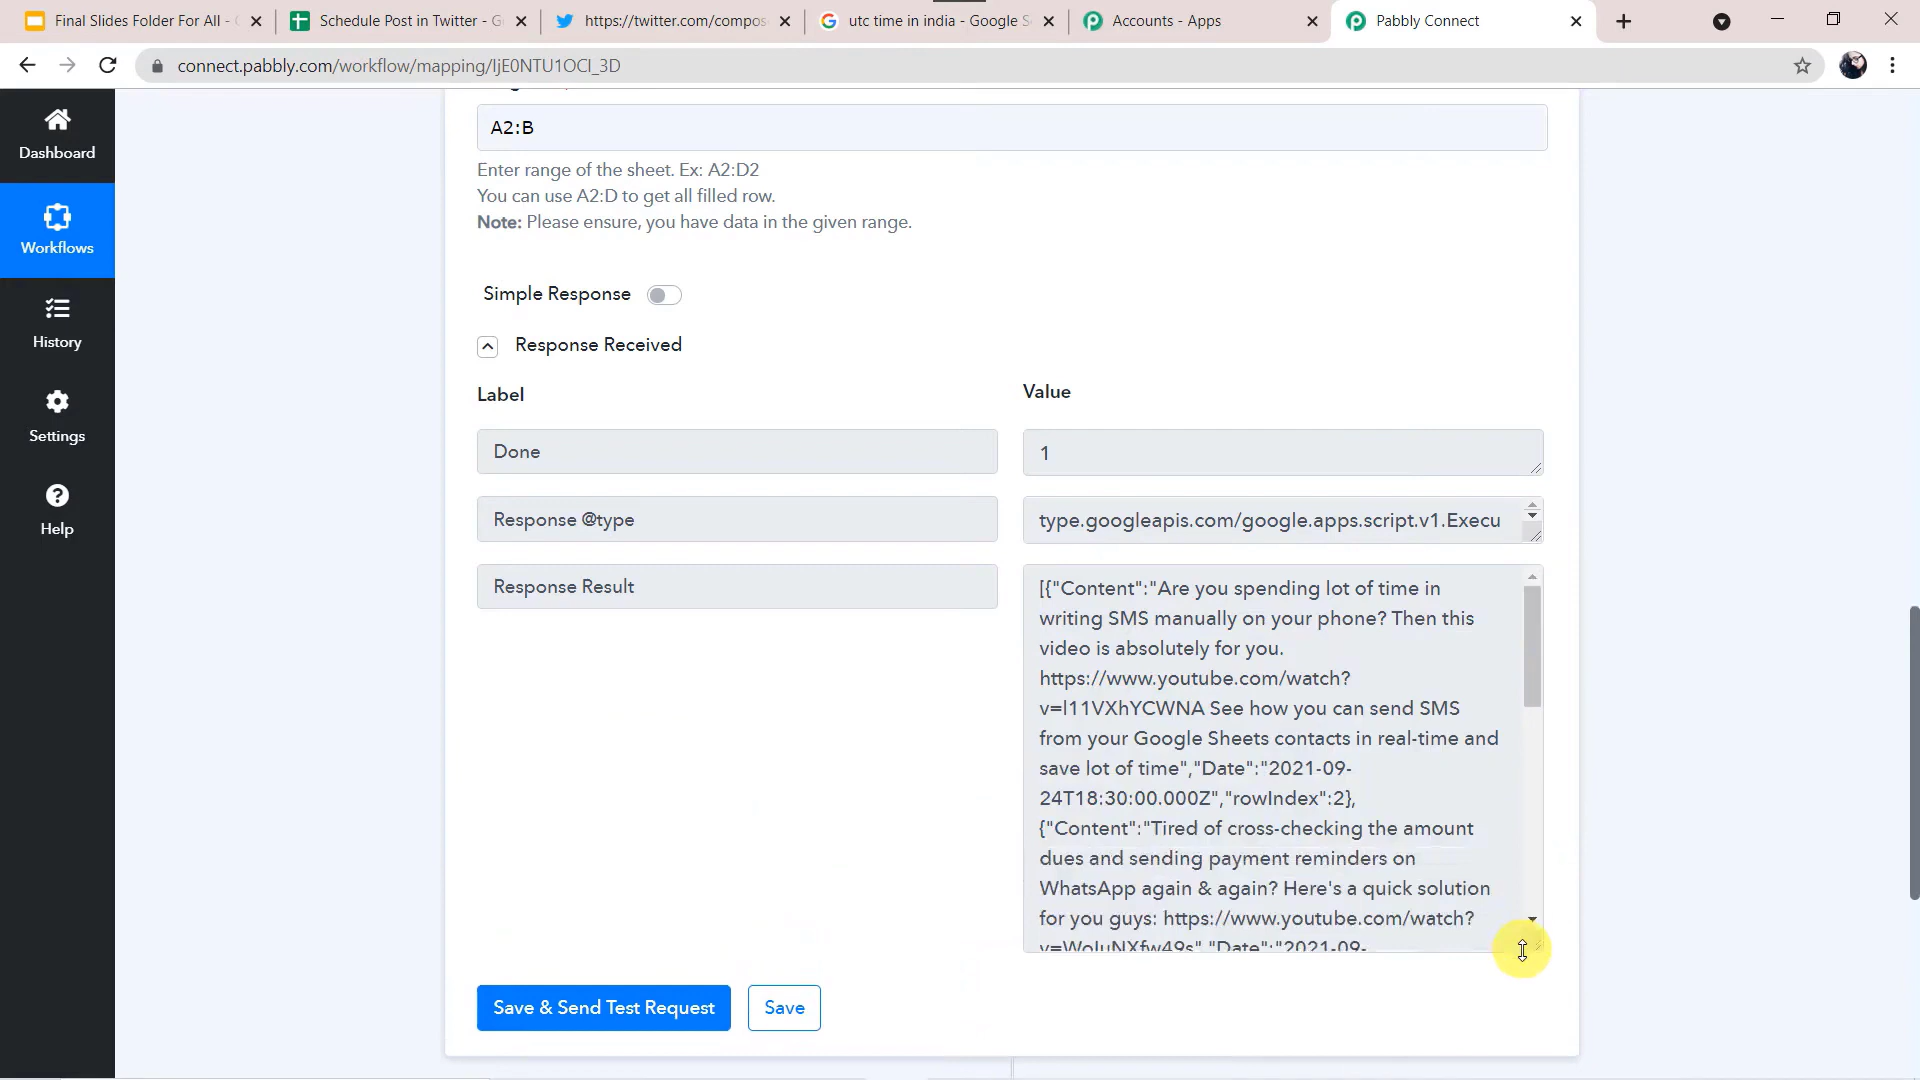 Final Slides Folder For All -
Schedule Post in Twitter - G
https://twitter.com/compos
utc time in india - Google S
Accounts - Apps
Pabbly Connect
connect.pabbly.com/workflow/mapping/IjE0NTU1OCI_3D
Dashboard
Workflows
History
Settings
Help
A2:B
Enter range of the sheet. Ex: A2:D2
You can use A2:D to get all filled row.
Note: Please ensure, you have data in the given range.
Simple Response
Response Received
Label
Value
Done
1
Response @type
type.googleapis.com/google.apps.script.v1.Execu
Response Result
[{"Content":"Are you spending lot of time in
writing SMS manually on your phone? Then this
video is absolutely for you.
https://www.youtube.com/watch?
v=l11VXhYCWNA See how you can send SMS
from your Google Sheets contacts in real-time and
save lot of time","Date":"2021-09-
24T18:30:00.000Z","rowIndex":2},
{"Content":"Tired of cross-checking the amount
dues and sending payment reminders on
WhatsApp again & again? Here's a quick solution
for you guys: https://www.youtube.com/watch?
v=WoIuNXfw49s","Date":"2021-09-
Save & Send Test Request
Save